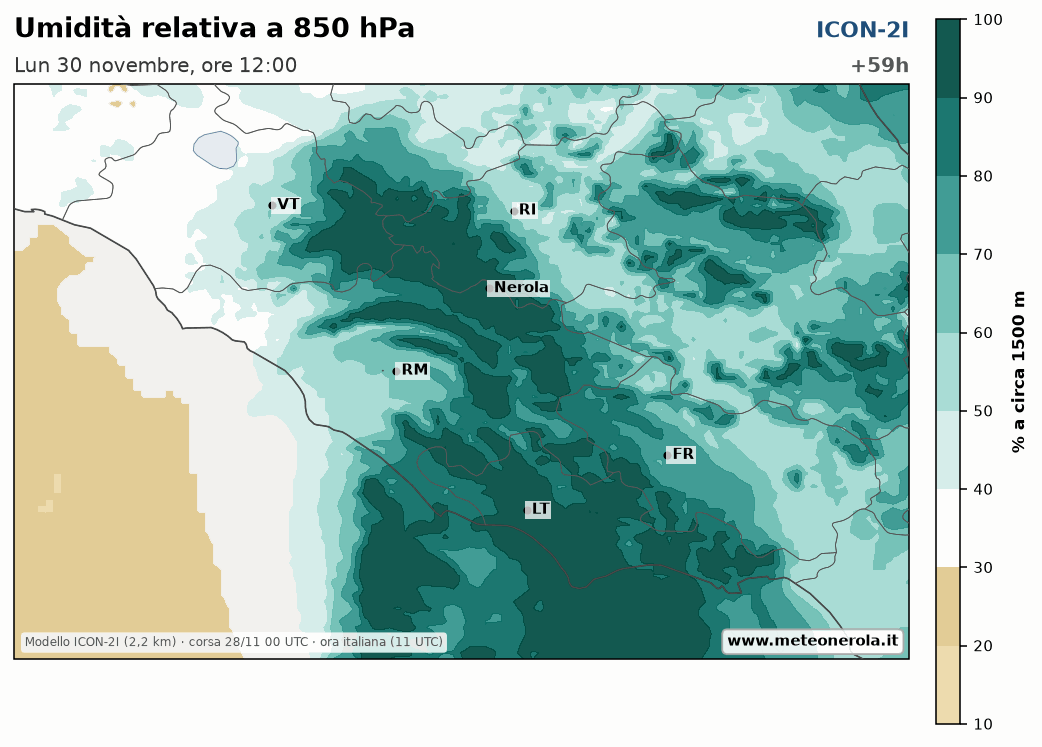 Umidità relativa a 850 hPa
ICON-2I
Lun 30 novembre, ore 12:00
+59h
100
90
80
70
60
50
40
30
20
10
% a circa 1500 m
VT
RI
Nerola
RM
FR
LT
Modello ICON-2I (2,2 km) · corsa 28/11 00 UTC · ora italiana (11 UTC)
www.meteonerola.it